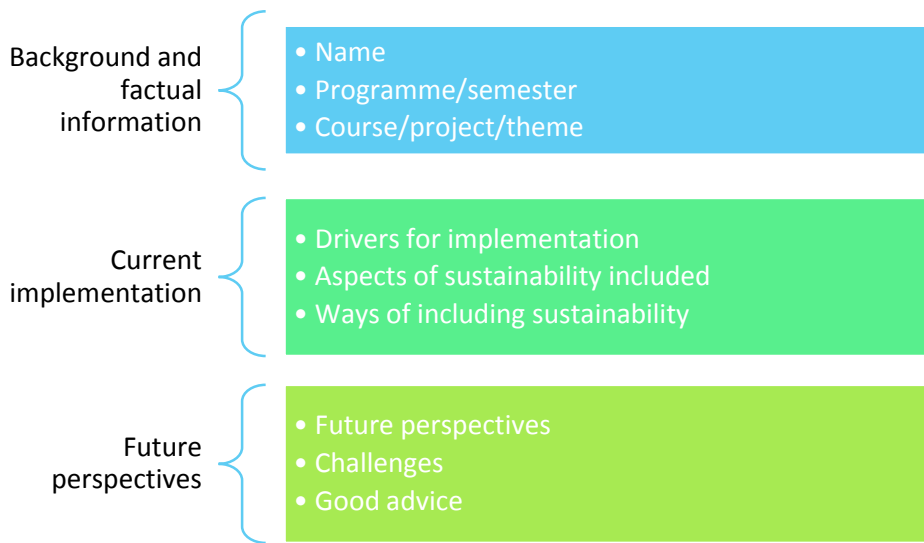 Background and
factual
information
• Name
• Programme/semester
• Course/project/theme
Current
implementation
• Drivers for implementation
• Aspects of sustainability included
• Ways of including sustainability
Future
perspectives
• Future perspectives
• Challenges
• Good advice